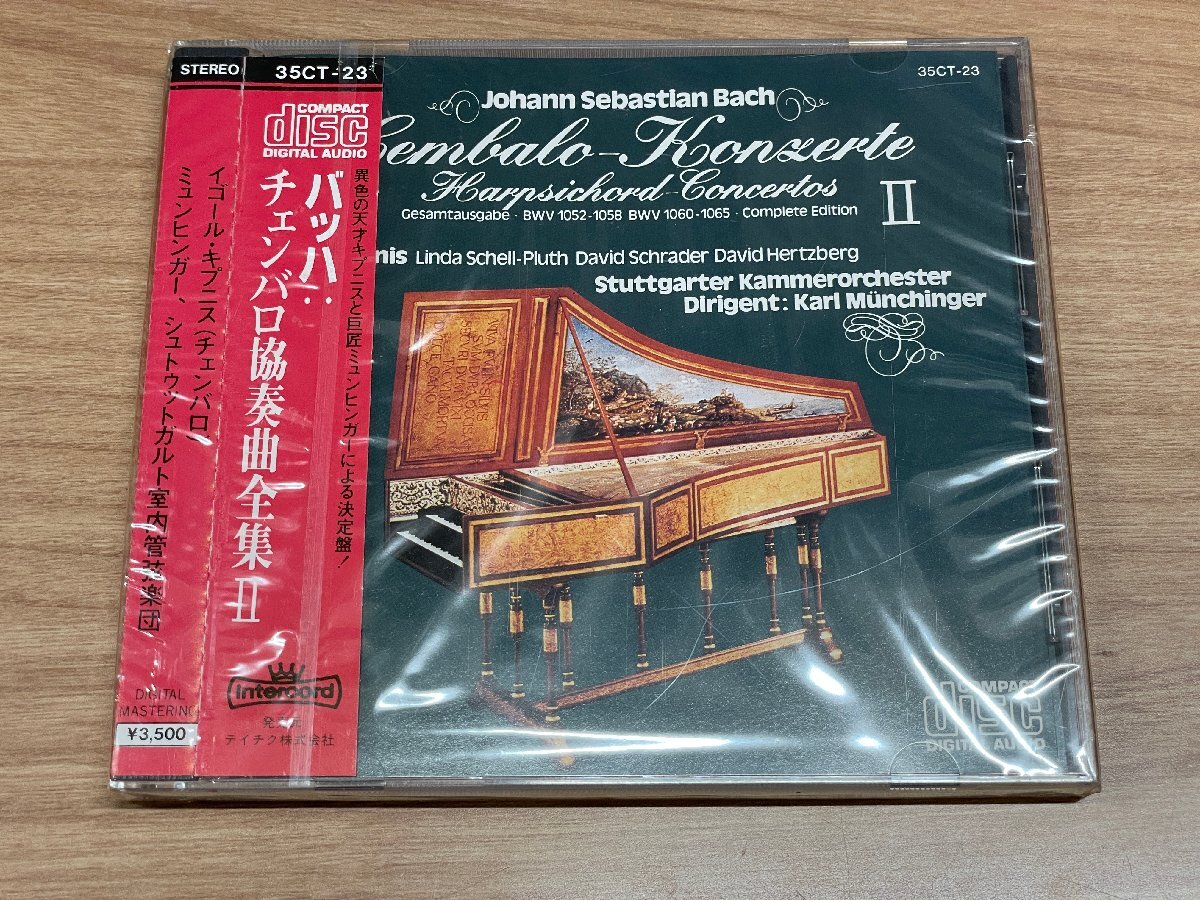 STEREO
35CT-23
COMPACT
disc
DIGITAL AUDIO
異色の天才キプニスと巨匠ミュンヒンガーによる決定盤!
バッハ:
チェンバロ協奏曲全集II
イゴール・キプニス(チェンバロ)
ミュンヒンガー、シュトゥットガルト室内管弦楽団
DIGITAL
MASTERING
¥3,500
Intercord
発売元
テイチク株式会社
35CT-23
Johann Sebastian Bach
Cembalo-Konzerte
Harpsichord-Concertos
II
Gesamtausgabe · BWV 1052-1058 BWV 1060-1065 · Complete Edition
nis Linda Schell-Pluth David Schrader David Hertzberg
Stuttgarter Kammerorchester
Dirigent: Karl Münchinger
COMPACT
disc
DIGITAL AUDIO